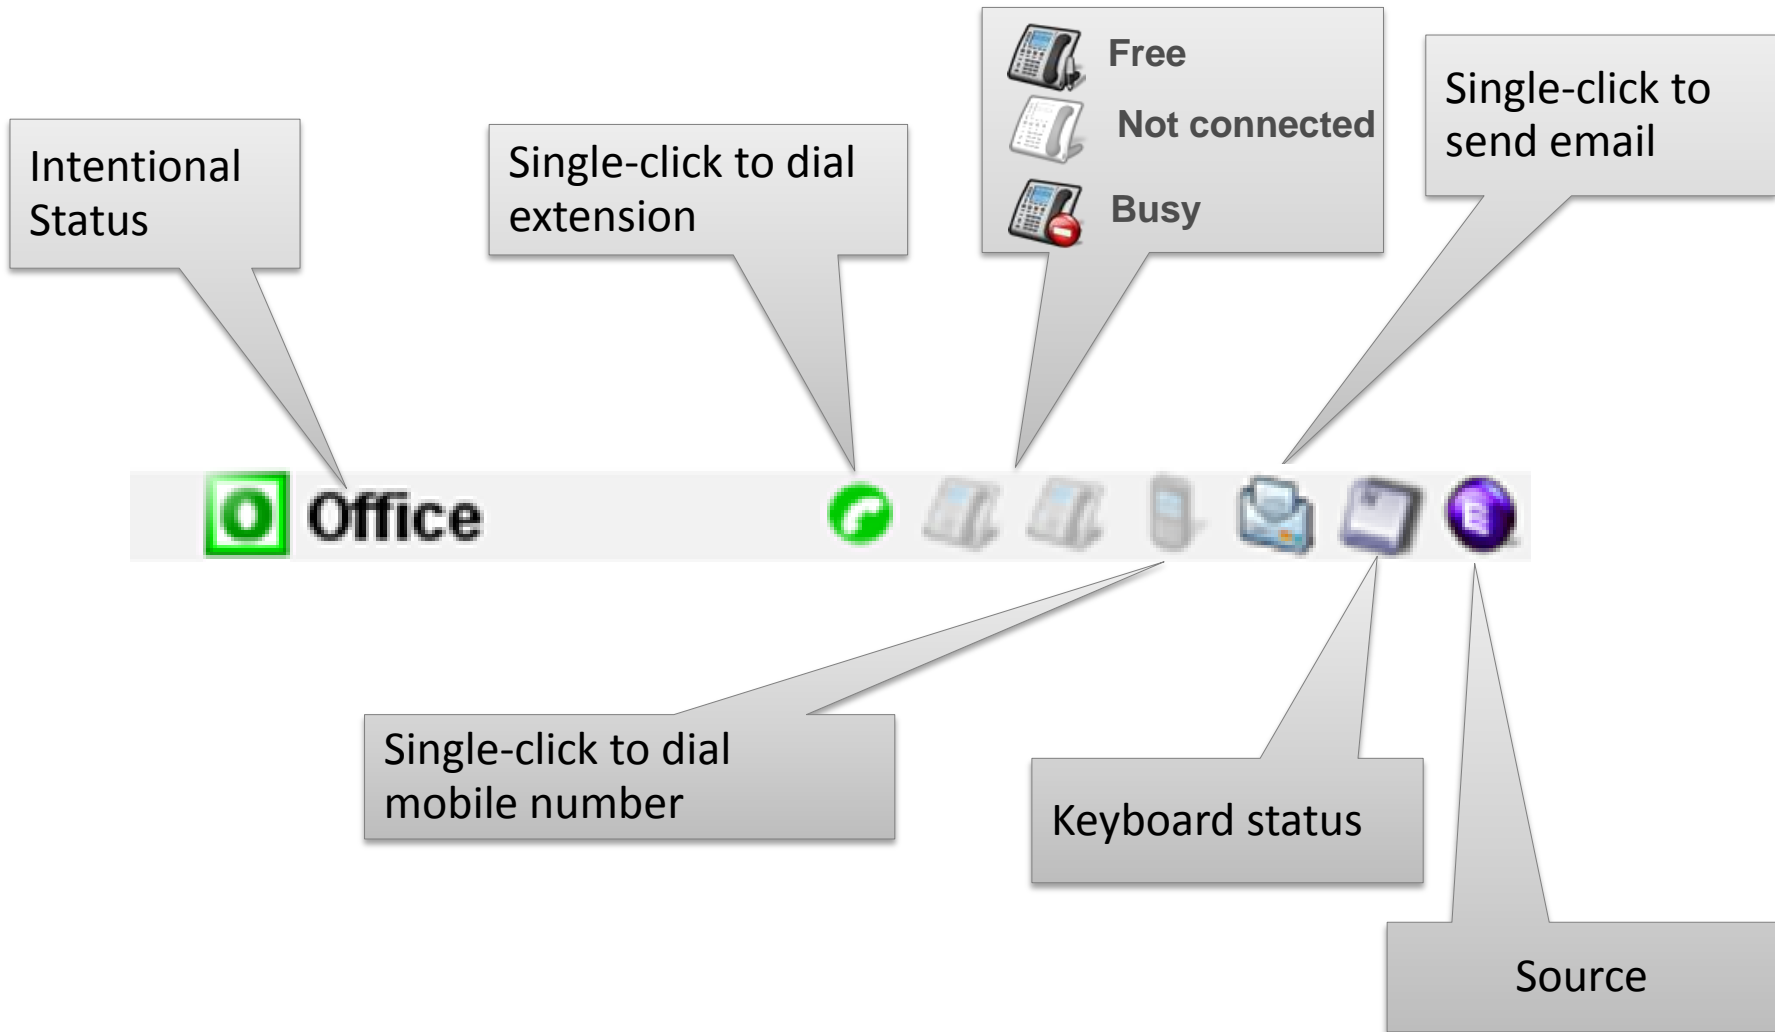 Free
Not connected
Busy
Single-click to
send email
Intentional
Status
Single-click to dial
extension
O Office
Single-click to dial
mobile number
Keyboard status
Source